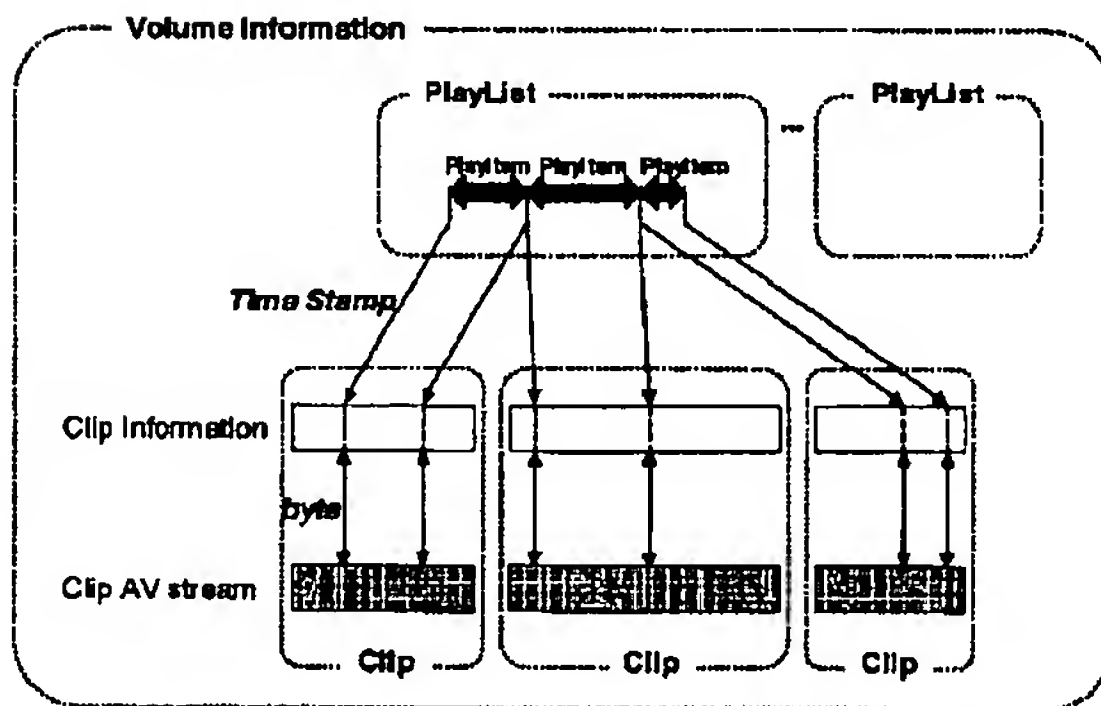 Volume Information
PlayList
...
PlayList
PlayItem PlayItem PlayItem
Time Stamp
Clip Information
byte
Clip AV stream
Clip
Clip
Clip